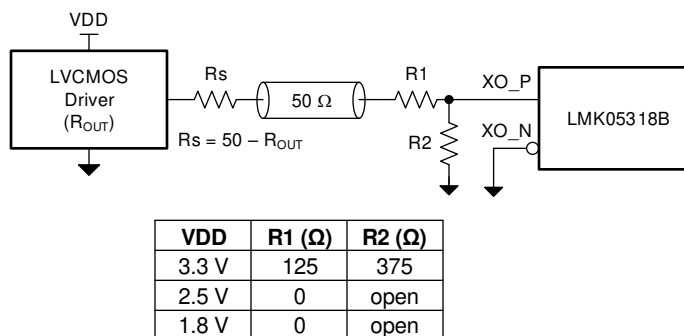 VDD
LVCMOS
Driver
(ROUT)
Rs
50 Ω
R1
XO_P
LMK05318B
Rs = 50 – ROUT
R2
XO_N
VDD R1 (Ω) R2 (Ω)
3.3 V 125 375
2.5 V 0 open
1.8 V 0 open